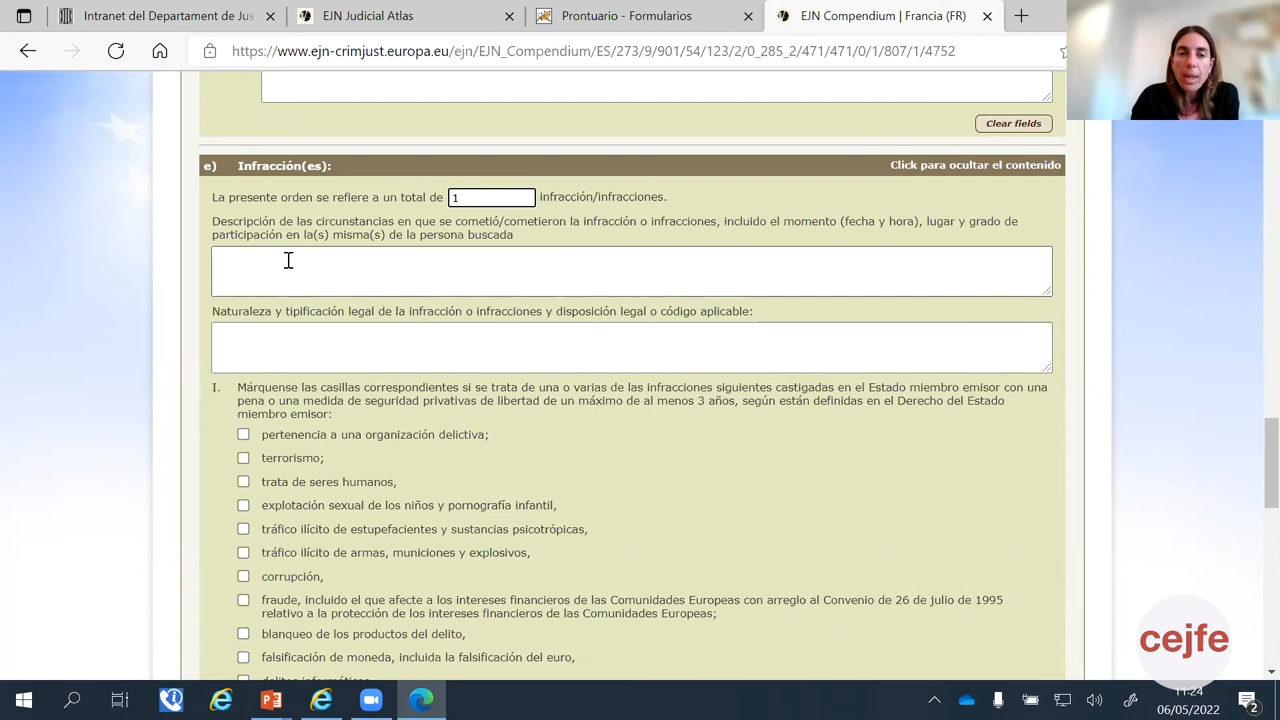 Intranet del Departament de Jus
EJN Judicial Atlas
Prontuario - Formularios
EJN Compendium | Francia (FR)
https://www.ejn-crimjust.europa.eu/ejn/EJN_Compendium/ES/273/9/901/54/123/2/0_285_2/471/471/0/1/807/1/4752
Clear fields
e) Infracción(es):
Click para ocultar el contenido
La presente orden se refiere a un total de 1 infracción/infracciones.
Descripción de las circunstancias en que se cometió/cometieron la infracción o infracciones, incluido el momento (fecha y hora), lugar y grado de
participación en la(s) misma(s) de la persona buscada
Naturaleza y tipificación legal de la infracción o infracciones y disposición legal o código aplicable:
I. Márquense las casillas correspondientes si se trata de una o varias de las infracciones siguientes castigadas en el Estado miembro emisor con una
pena o una medida de seguridad privativas de libertad de un máximo de al menos 3 años, según están definidas en el Derecho del Estado
miembro emisor:
pertenencia a una organización delictiva;
terrorismo;
trata de seres humanos,
explotación sexual de los niños y pornografía infantil,
tráfico ilícito de estupefacientes y sustancias psicotrópicas,
tráfico ilícito de armas, municiones y explosivos,
corrupción,
fraude, incluido el que afecte a los intereses financieros de las Comunidades Europeas con arreglo al Convenio de 26 de julio de 1995
relativo a la protección de los intereses financieros de las Comunidades Europeas;
blanqueo de los productos del delito,
falsificación de moneda, incluida la falsificación del euro,
cejfe
11:24
06/05/2022
2